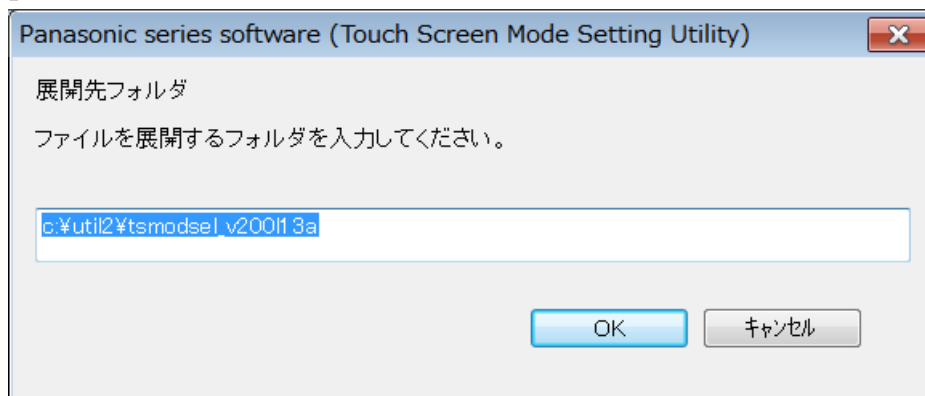 Panasonic series software (Touch Screen Mode Setting Utility)
展開先フォルダ
ファイルを展開するフォルダを入力してください。
c:¥util2¥tsmodsel_v200l13a
OK
キャンセル